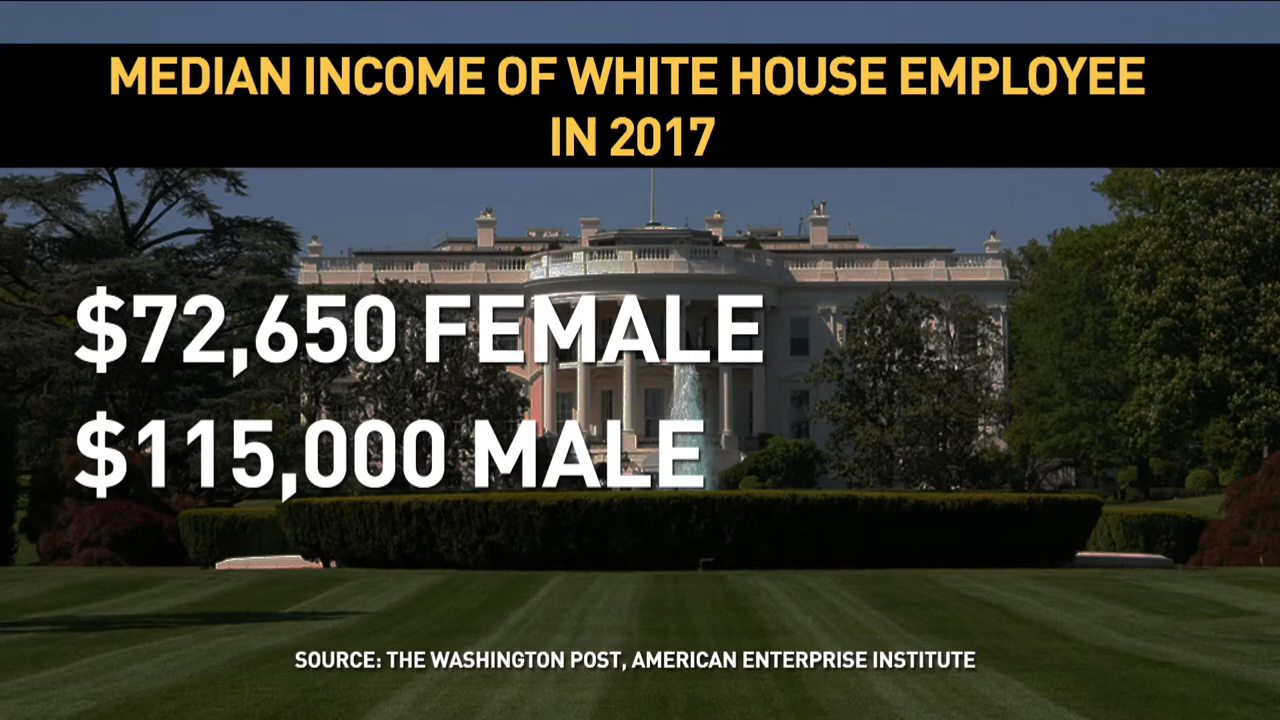 MEDIAN INCOME OF WHITE HOUSE EMPLOYEE
IN 2017
$72,650 FEMALE
$115,000 MALE
SOURCE: THE WASHINGTON POST, AMERICAN ENTERPRISE INSTITUTE